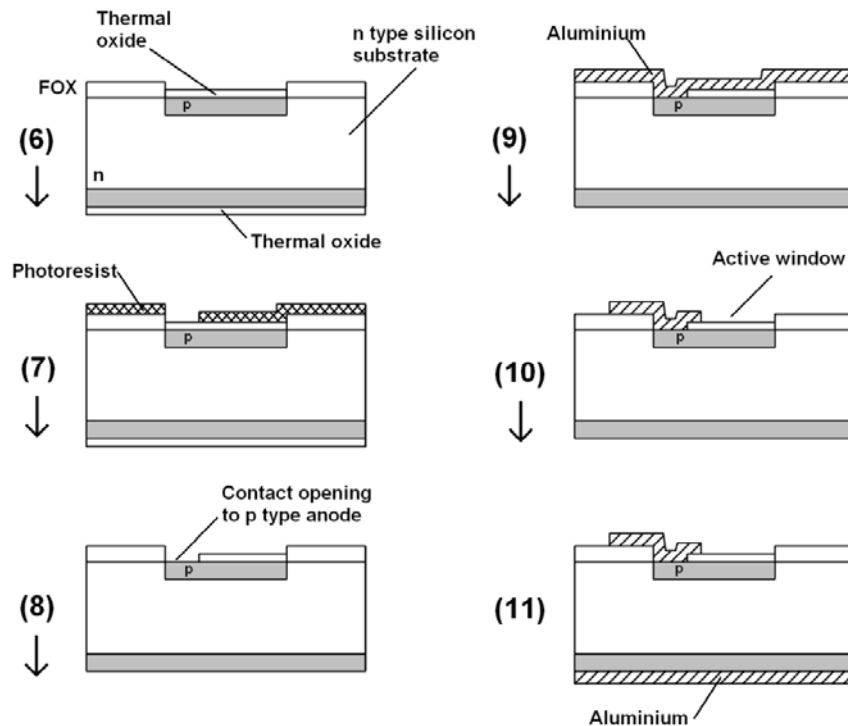 Thermal
oxide
n type silicon
substrate
FOX
p
(6)
n
Thermal oxide
Photoresist
p
(7)
Contact opening
to p type anode
p
(8)
Aluminium
p
(9)
Active window
p
(10)
p
(11)
Aluminium